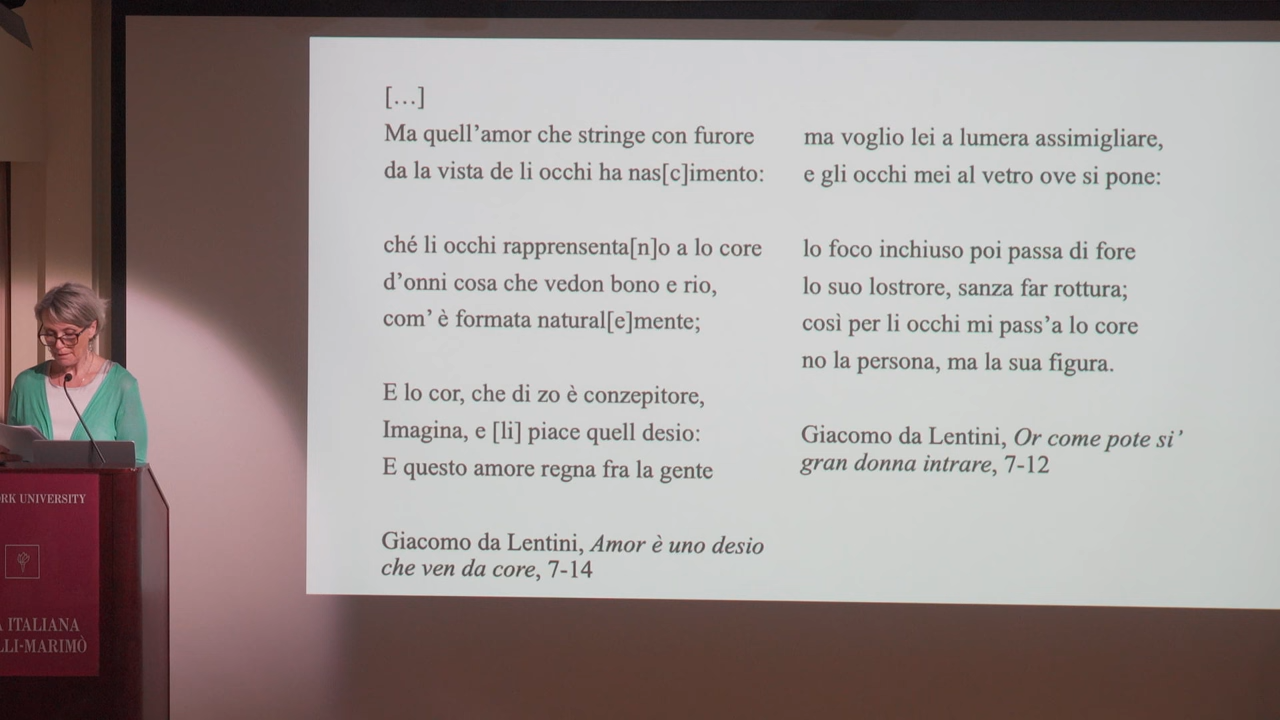 […]
Ma quell’amor che stringe con furore
da la vista de li occhi ha nas[c]imento:
ché li occhi rapprensenta[n]o a lo core
d’onni cosa che vedon bono e rio,
com’ è formata natural[e]mente;
E lo cor, che di zo è conzepitore,
Imagina, e [li] piace quell desio:
E questo amore regna fra la gente
Giacomo da Lentini, Amor è uno desio
che ven da core, 7-14
ma voglio lei a lumera assimigliare,
e gli occhi mei al vetro ove si pone:
lo foco inchiuso poi passa di fore
lo suo lostrore, sanza far rottura;
così per li occhi mi pass’a lo core
no la persona, ma la sua figura.
Giacomo da Lentini, Or come pote si’
gran donna intrare, 7-12
RK UNIVERSITY
A ITALIANA
LLI-MARIMÒ